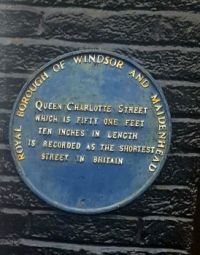 ROYAL BOROUGH OF WINDSOR AND MAIDENHEAD
QUEEN CHARLOTTE STREET
WHICH IS FIFTY ONE FEET
TEN INCHES IN LENGTH
IS RECORDED AS THE SHORTEST
STREET IN BRITAIN